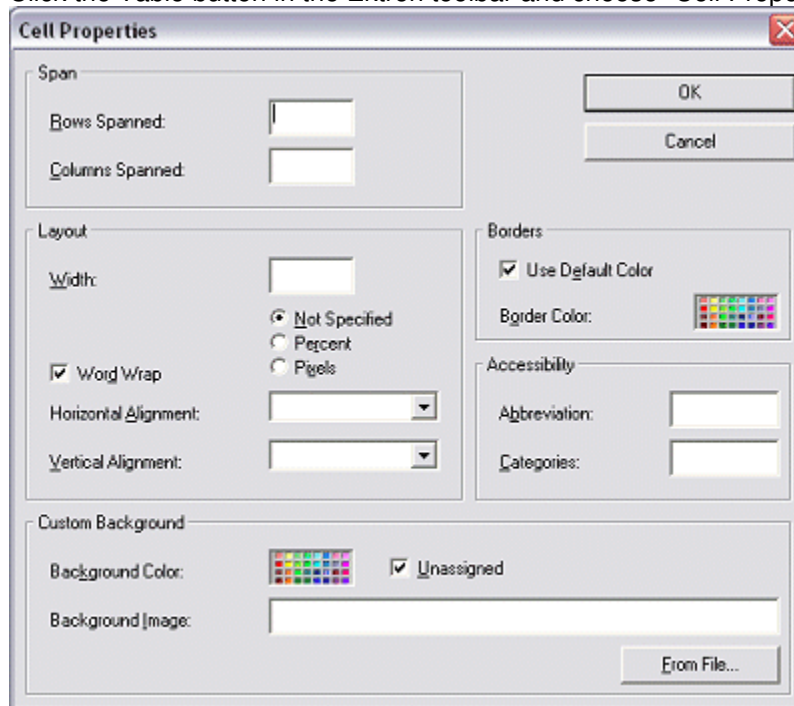 Click the Table button in the Ektron toolbar and choose "Cell Prope
Cell Properties
Span
Rows Spanned:
Columns Spanned:
OK
Cancel
Layout
Width:
Not Specified
Percent
Pixels
Word Wrap
Horizontal Alignment:
Vertical Alignment:
Borders
Use Default Color
Border Color:
Accessibility
Abbreviation:
Categories:
Custom Background
Background Color:
Unassigned
Background Image:
From File...